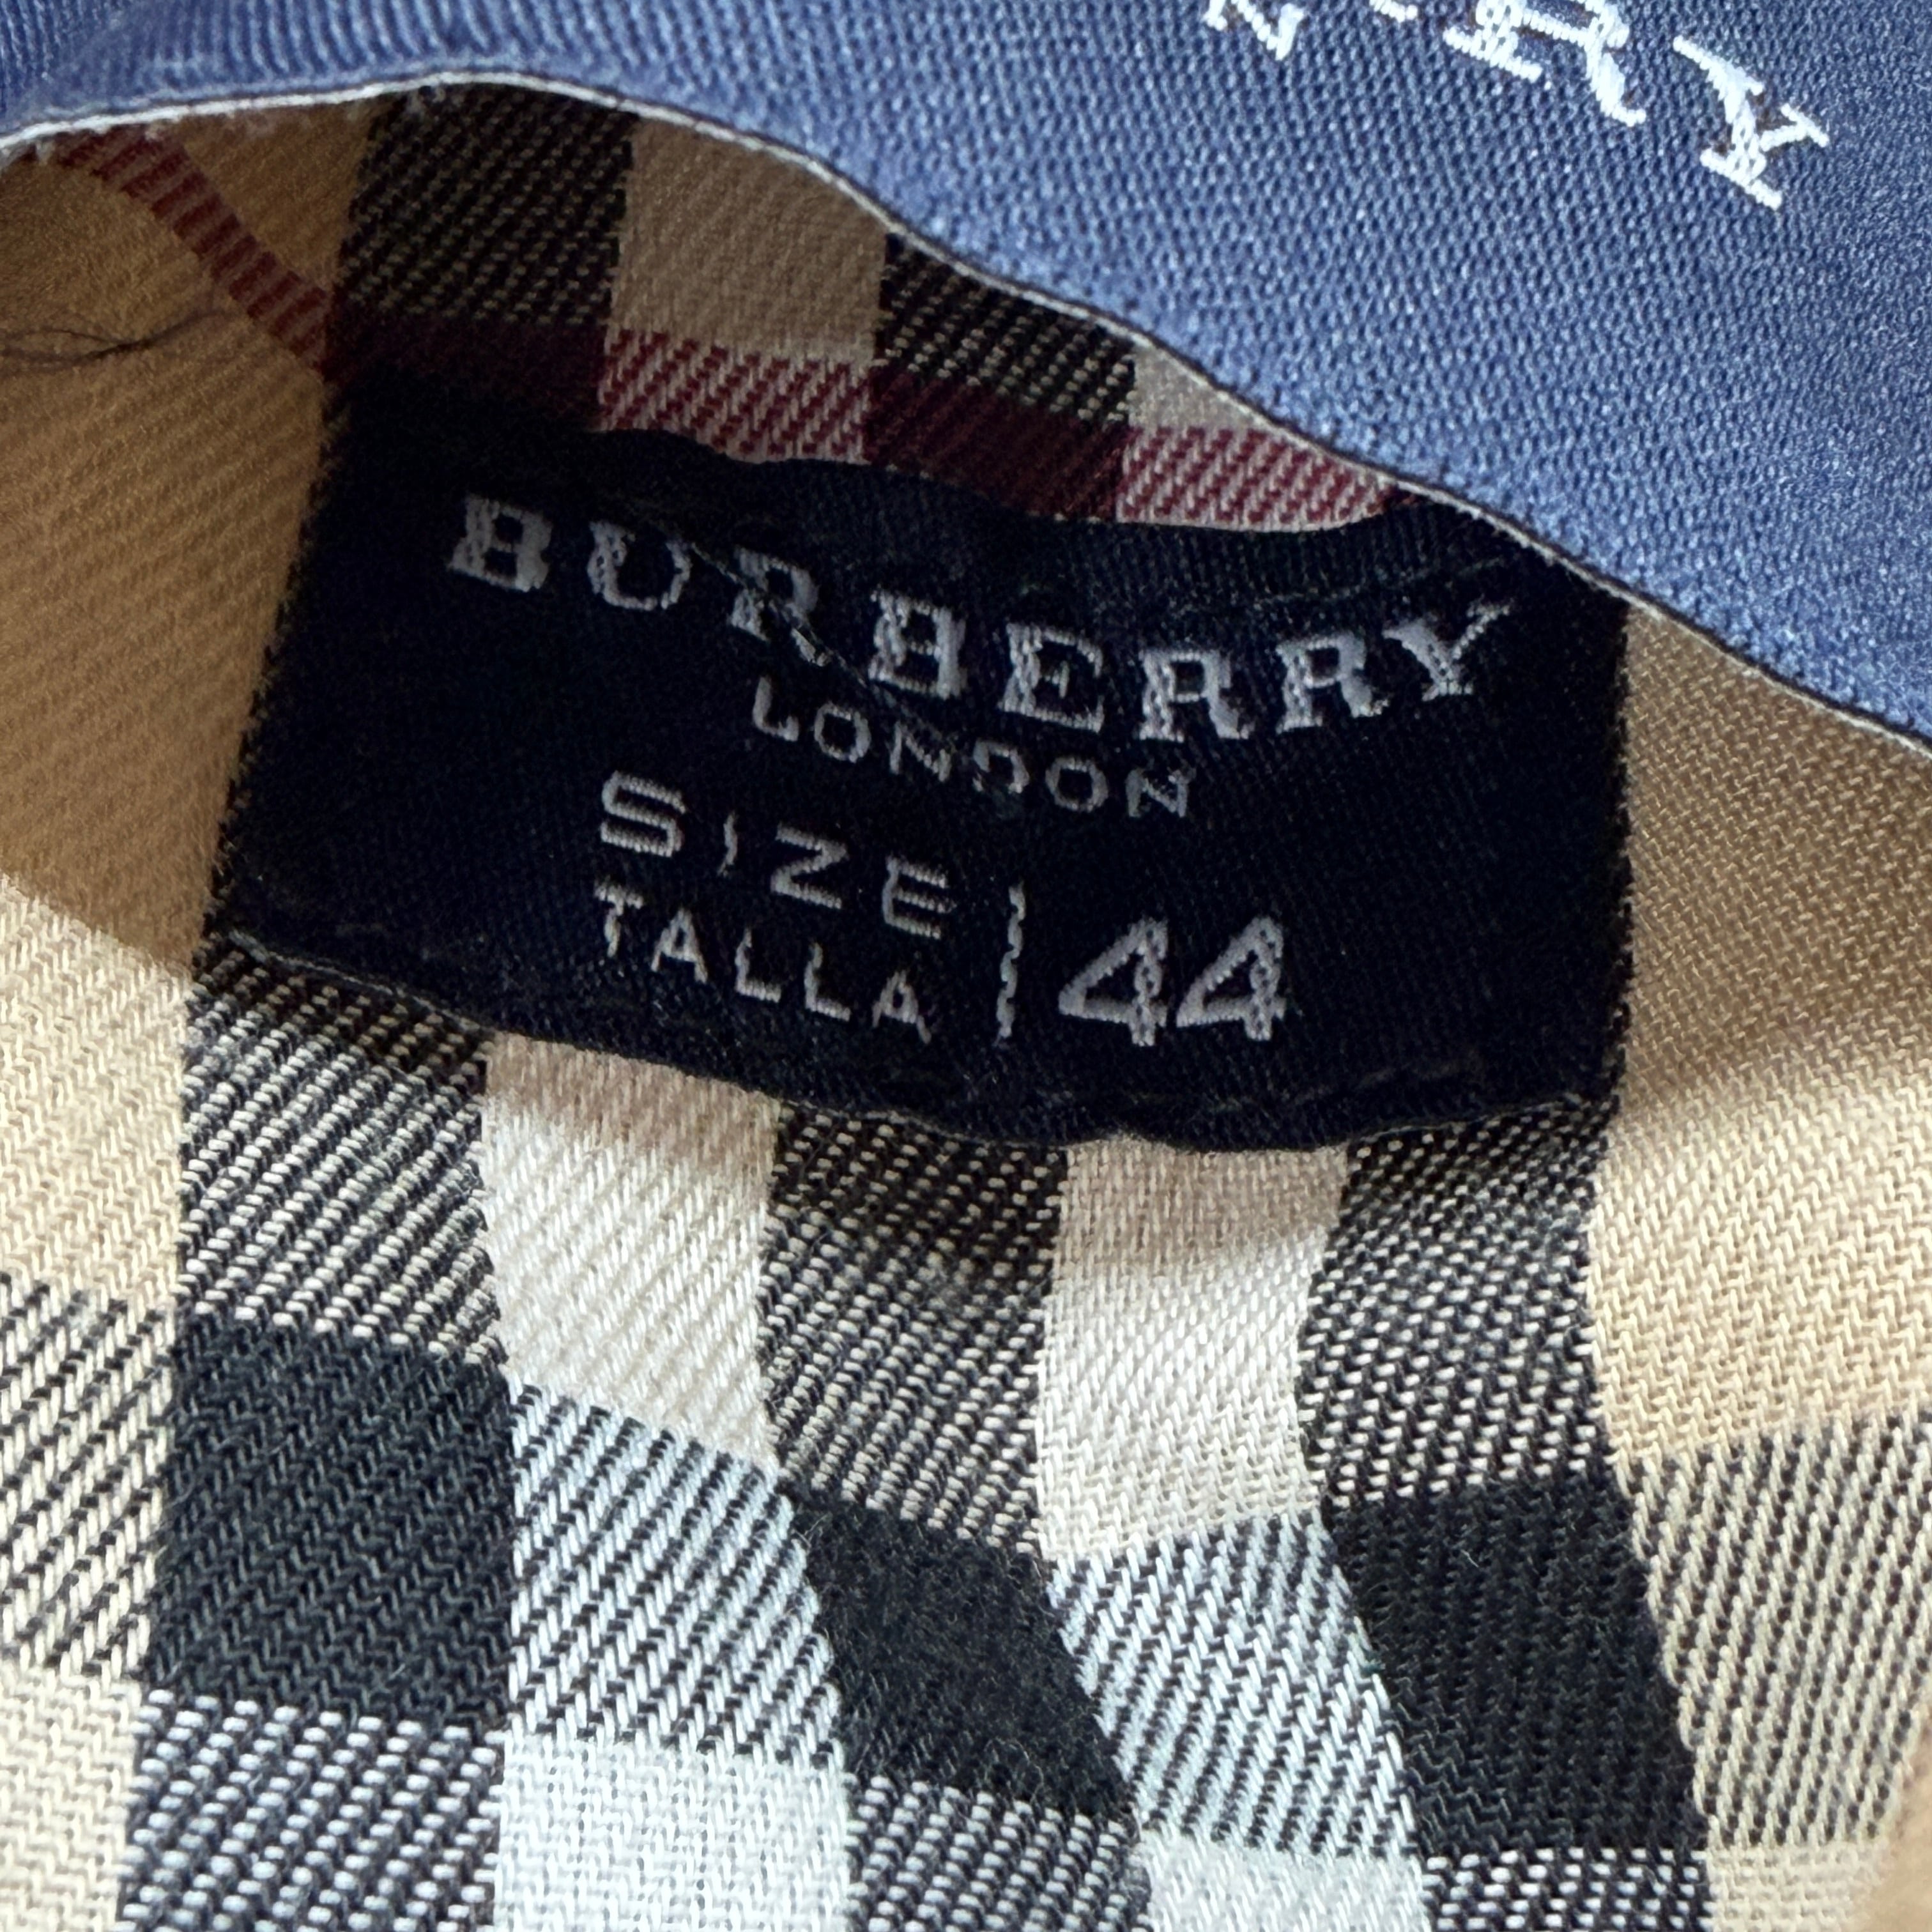 BURBERRY
LONDON
SIZE
TALLA | 44